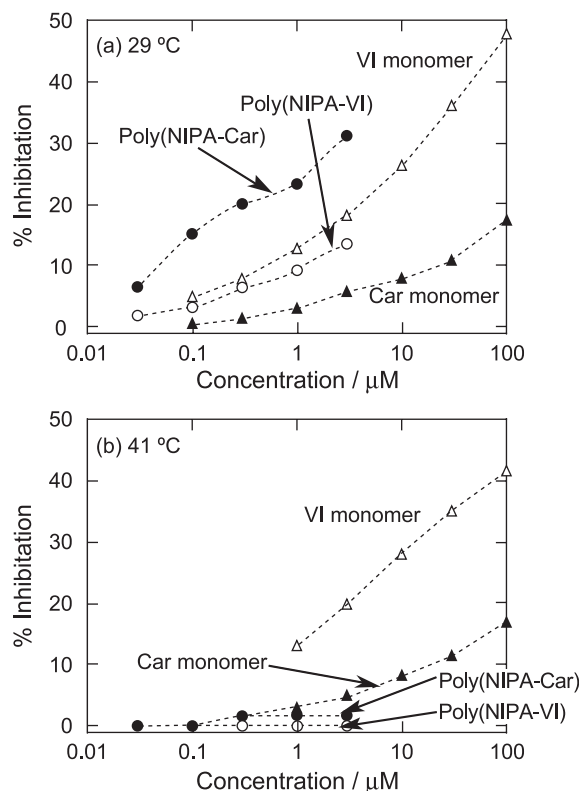 50
(a) 29 ºC
VI monomer
40
Poly(NIPA-VI)
30
Poly(NIPA-Car)
20
10
Car monomer
0
% Inhibitation
0.01 0.1 1 10 100
Concentration / μM
50
(b) 41 ºC
40
VI monomer
30
20
Car monomer
10
Poly(NIPA-Car)
Poly(NIPA-VI)
0
% Inhibitation
0.01 0.1 1 10 100
Concentration / μM